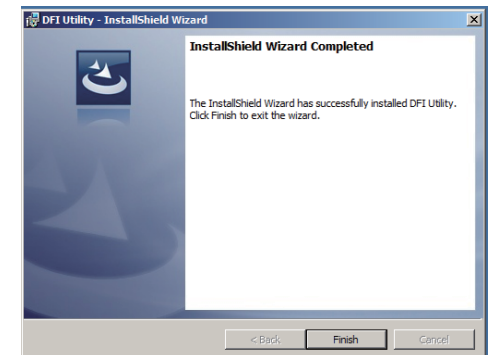 DFI Utility - InstallShield Wizard
InstallShield Wizard Completed
The InstallShield Wizard has successfully installed DFI Utility.
Click Finish to exit the wizard.
< Back
Finish
Cancel